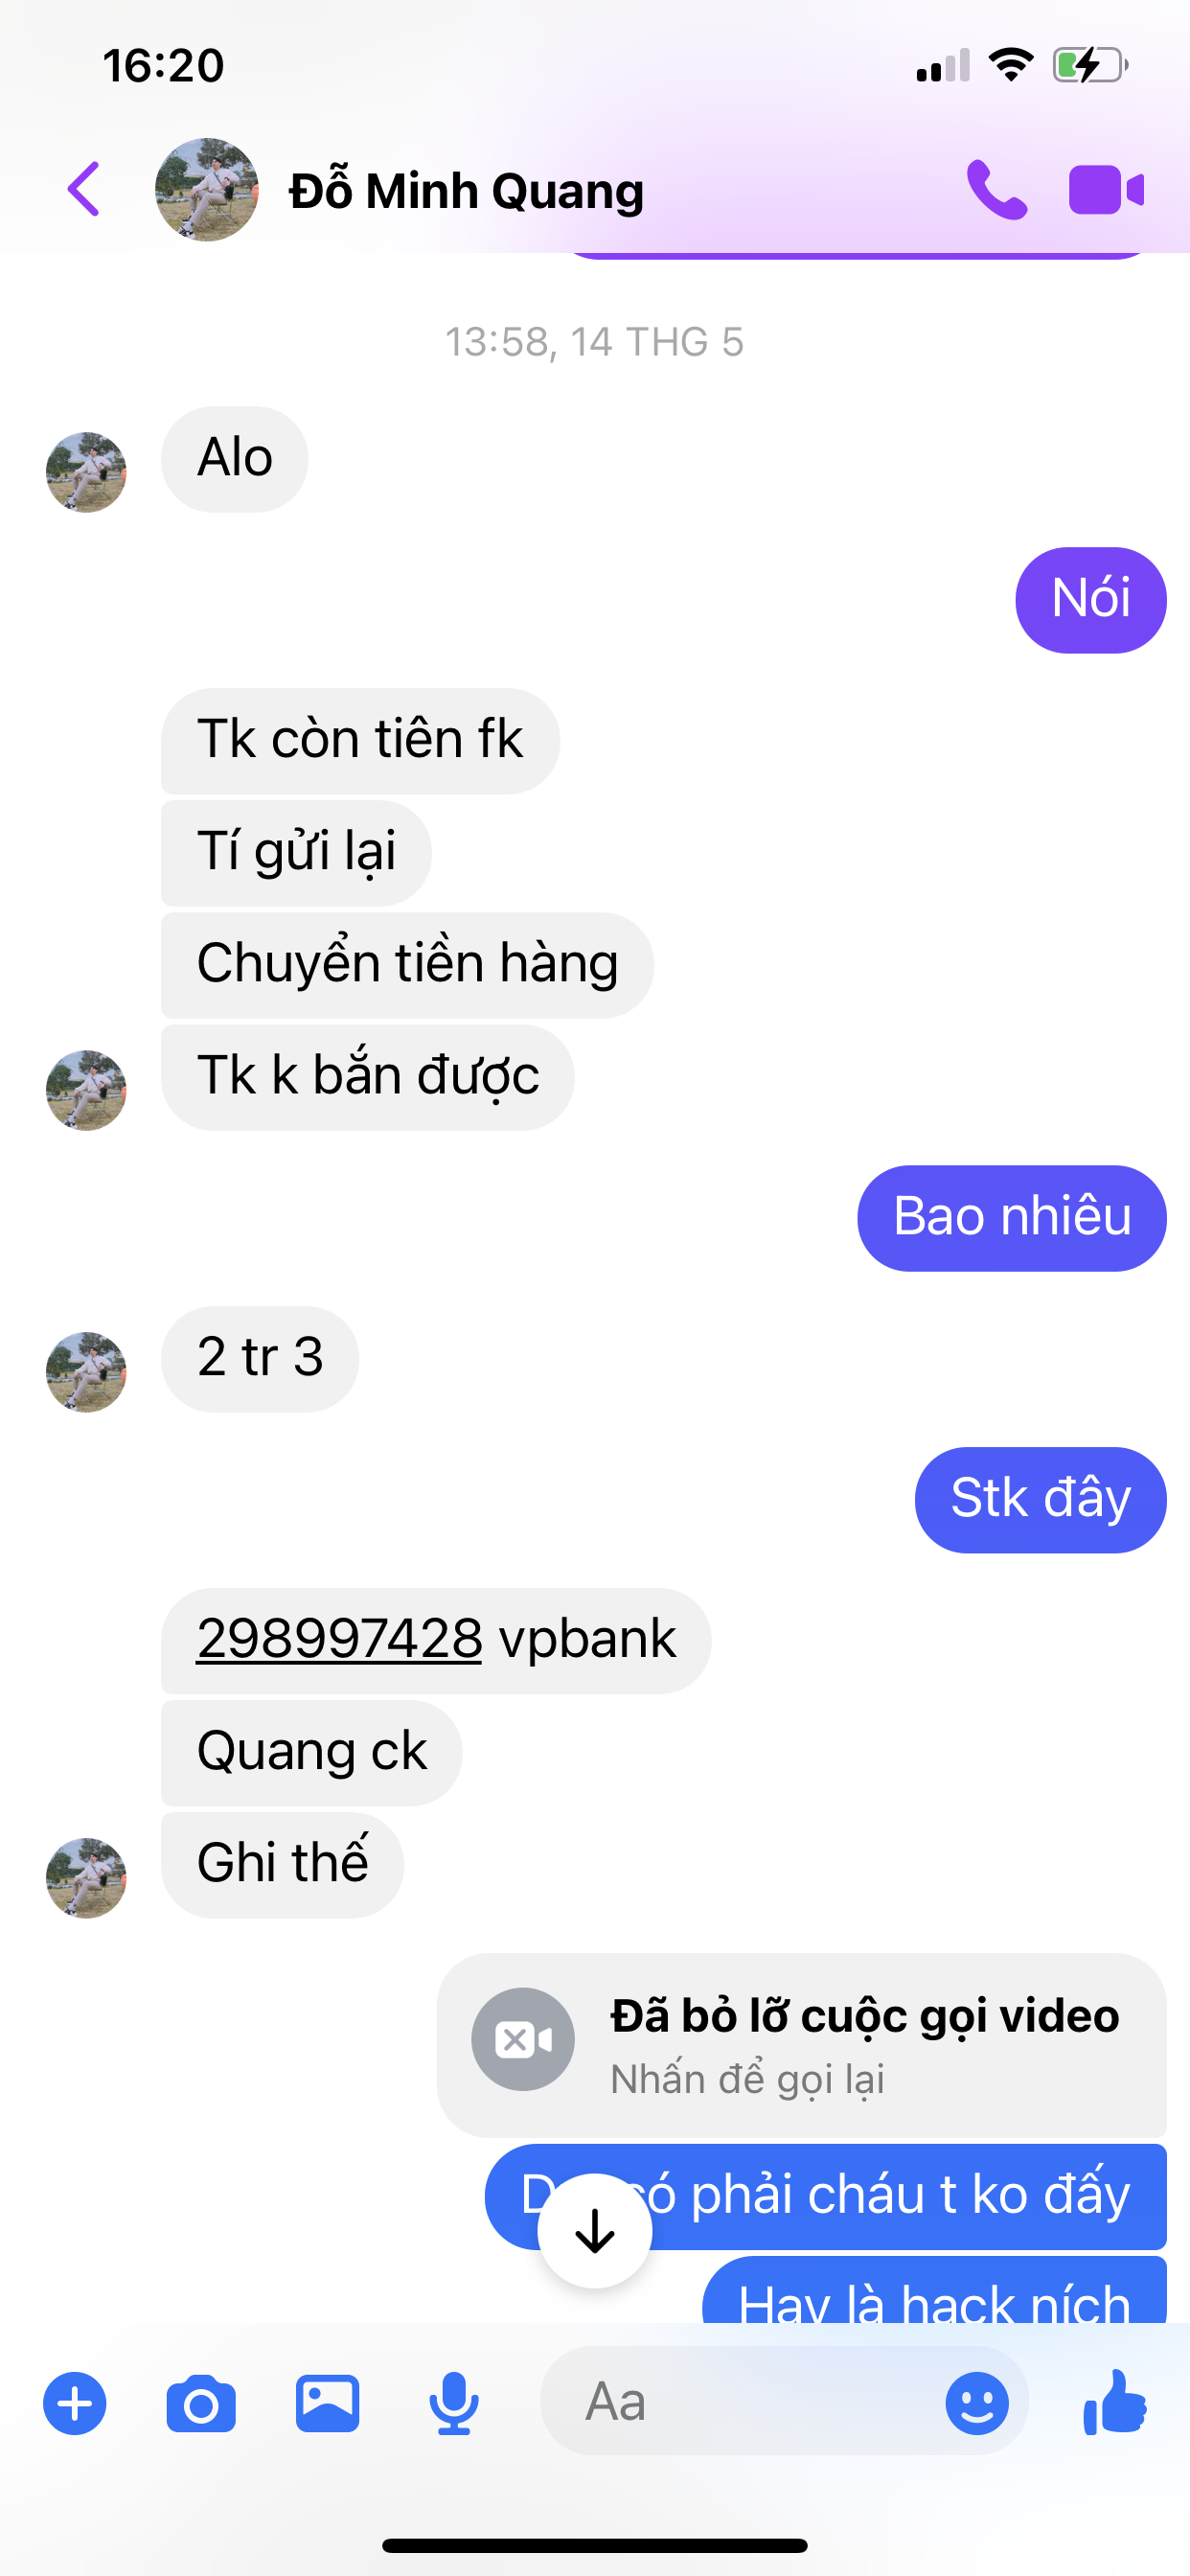 16:20
Đỗ Minh Quang
13:58, 14 THG 5
Alo
Nói
Tk còn tiên fk
Tí gửi lại
Chuyển tiền hàng
Tk k bắn được
Bao nhiêu
2 tr 3
Stk đây
298997428 vpbank
Quang ck
Ghi thế
Đã bỏ lỡ cuộc gọi video
Nhấn để gọi lại
có phải cháu t ko đấy
Hay là hack ních
Aa